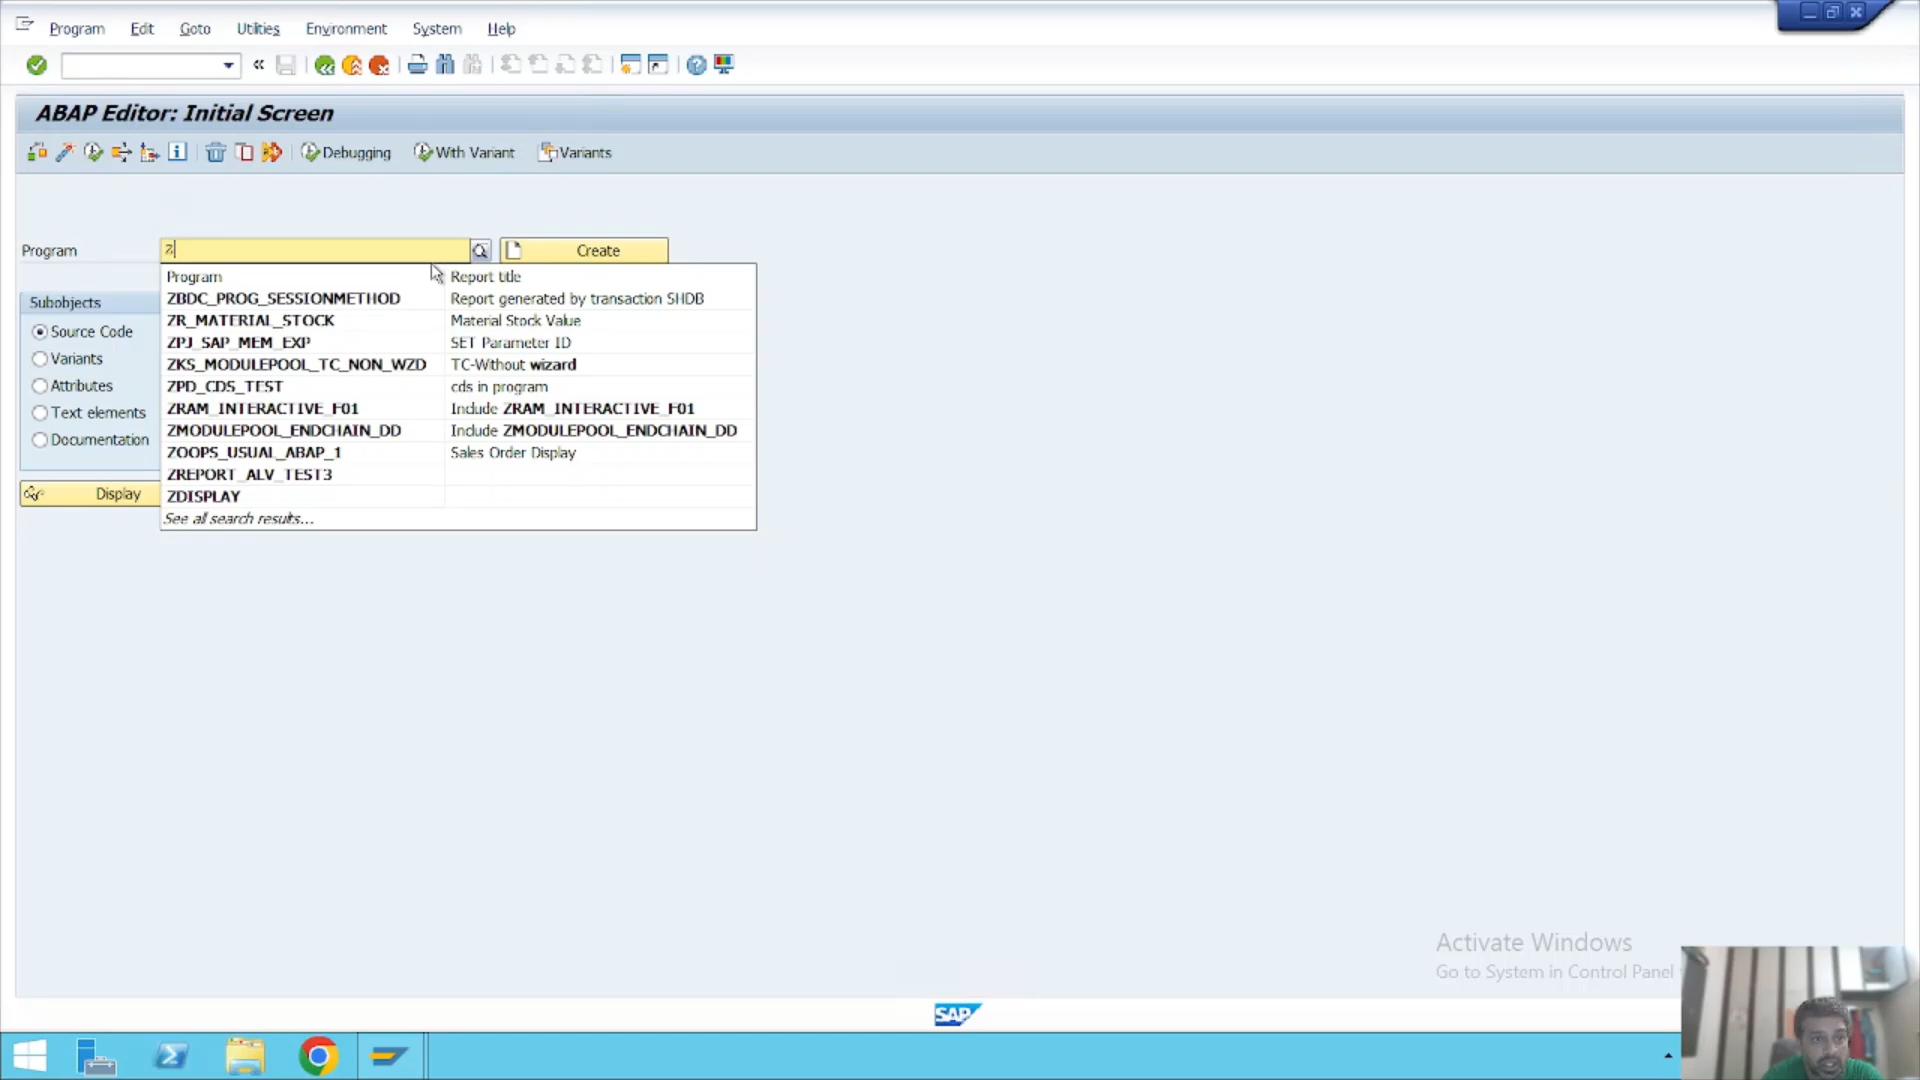 Program Edit Goto Utilities Environment System Help
ABAP Editor: Initial Screen
Debugging With Variant Variants
Program Z Create
Program Report title
ZBDC_PROG_SESSIONMETHOD Report generated by transaction SHDB
ZR_MATERIAL_STOCK Material Stock Value
ZPJ_SAP_MEM_EXP SET Parameter ID
ZKS_MODULEPOOL_TC_NON_WZD TC-Without wizard
ZPD_CDS_TEST cds in program
ZRAM_INTERACTIVE_F01 Include ZRAM_INTERACTIVE_F01
ZMODULEPOOL_ENDCHAIN_DD Include ZMODULEPOOL_ENDCHAIN_DD
ZOOPS_USUAL_ABAP_1 Sales Order Display
ZREPORT_ALV_TEST3
ZDISPLAY
See all search results...
Subobjects
Source Code
Variants
Attributes
Text elements
Documentation
Display
Activate Windows
Go to System in Control Panel
SAP